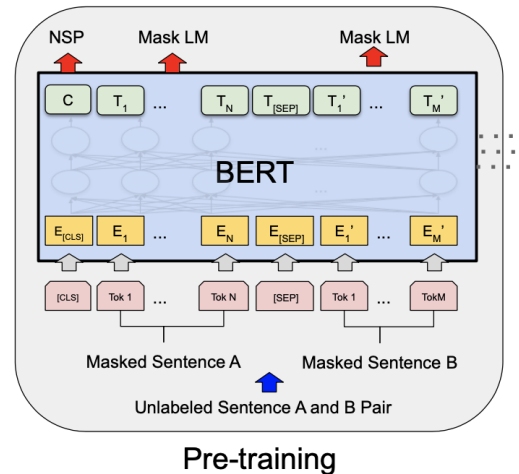 NSP Mask LM Mask LM
C T1 ... TN T[SEP] T1' ... TM'
...
BERT
...
E[CLS] E1 ... EN E[SEP] E1' ... EM'
[CLS] Tok 1 ... Tok N [SEP] Tok 1 ... TokM
Masked Sentence A Masked Sentence B
Unlabeled Sentence A and B Pair
Pre-training